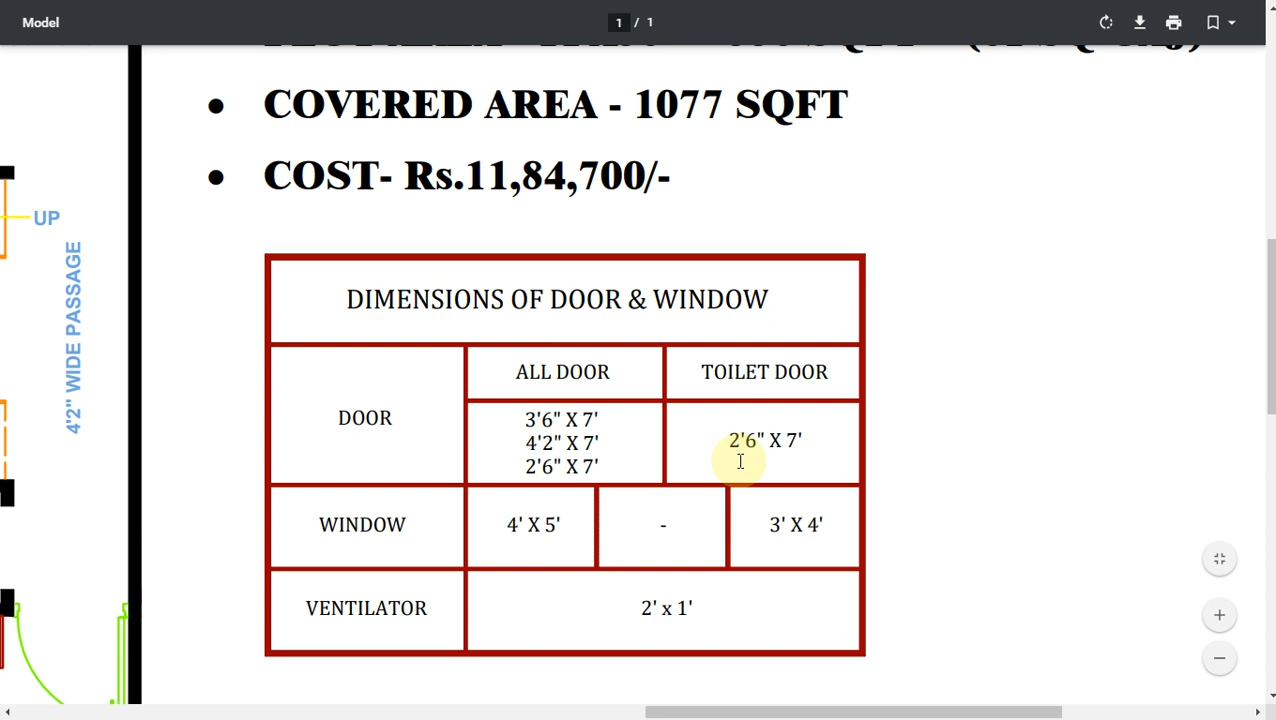 Model
1 / 1
COVERED AREA - 1077 SQFT
COST- Rs.11,84,700/-
UP
4'2" WIDE PASSAGE
DIMENSIONS OF DOOR & WINDOW
DOOR
ALL DOOR
TOILET DOOR
3'6" X 7'
4'2" X 7'
2'6" X 7'
2'6" X 7'
WINDOW
4' X 5'
-
3' X 4'
VENTILATOR
2' x 1'